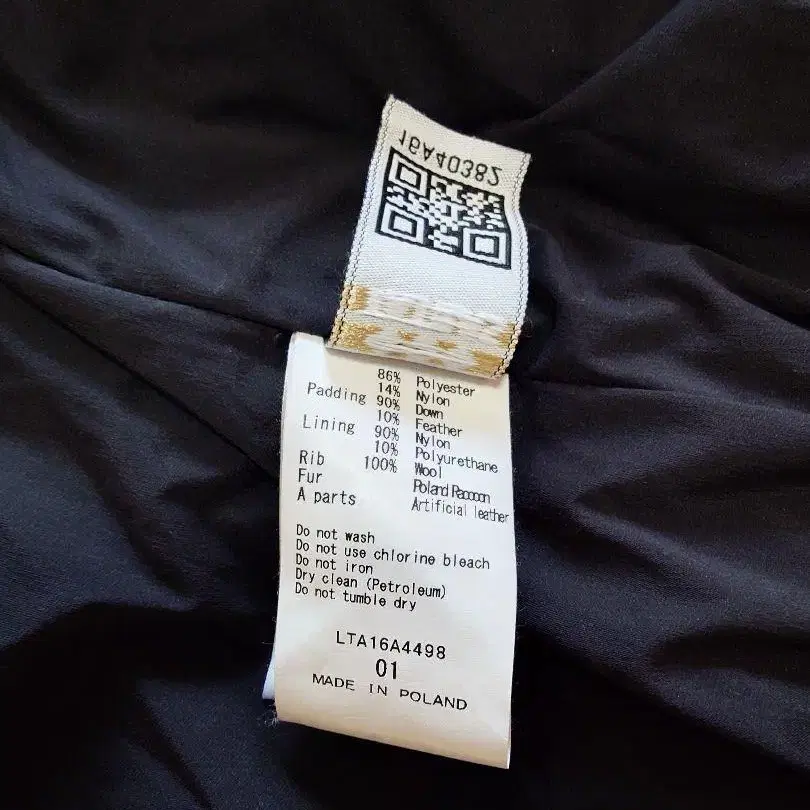 16A40382
86% Polyester
14% Nylon
Padding 90% Down
10% Feather
Lining 90% Nylon
10% Polyurethane
Rib 100% Wool
Fur Poland Racoon
A parts Artificial leather
Do not wash
Do not use chlorine bleach
Do not iron
Dry clean (Petroleum)
Do not tumble dry
LTA16A4498
01
MADE IN POLAND